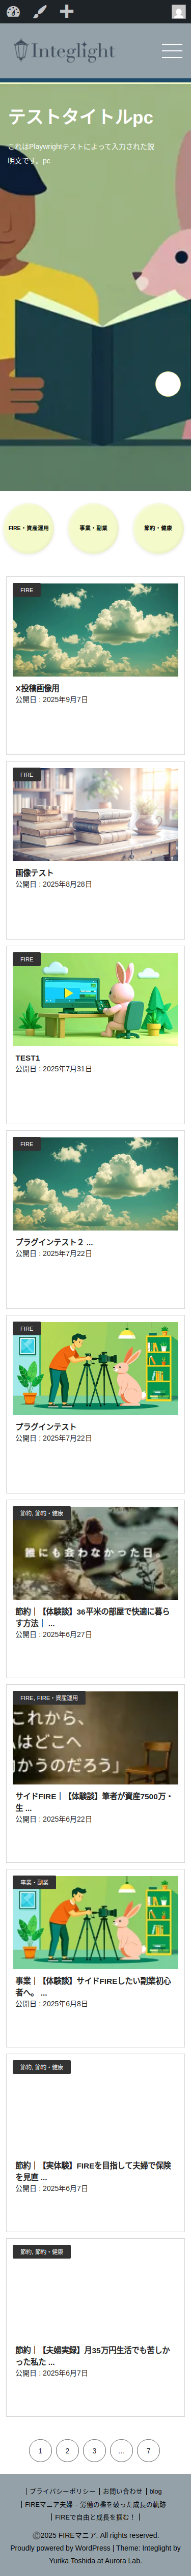 Integlight
テストタイトルpc
これはPlaywrightテストによって入力された説
明文です。pc
FIRE・資産運用
事業・副業
節約・健康
FIRE
X投稿画像用
公開日 : 2025年9月7日
FIRE
画像テスト
公開日 : 2025年8月28日
FIRE
TEST1
公開日 : 2025年7月31日
FIRE
プラグインテスト２ ...
公開日 : 2025年7月22日
FIRE
プラグインテスト
公開日 : 2025年7月22日
節約, 節約・健康
誰にも会わなかった日。
節約｜【体験談】36平米の部屋で快適に暮ら
す方法｜ ...
公開日 : 2025年6月27日
FIRE, FIRE・資産運用
これから、
はどこへ
向かうのだろう」
サイドFIRE｜【体験談】筆者が資産7500万・
生 ...
公開日 : 2025年6月22日
事業・副業
事業｜【体験談】サイドFIREしたい副業初心
者へ。 ...
公開日 : 2025年6月8日
節約, 節約・健康
節約｜【実体験】FIREを目指して夫婦で保険
を見直 ...
公開日 : 2025年6月7日
節約, 節約・健康
節約｜【夫婦実録】月35万円生活でも苦しか
った私た ...
公開日 : 2025年6月7日
1 2 3 … 7
| プライバシーポリシー | お問い合わせ | blog
| FIREマニア夫婦 – 労働の檻を破った成長の軌跡
| FIREで自由と成長を掴む！ |
©2025 FIREマニア. All rights reserved.
Proudly powered by WordPress | Theme: Integlight by
Yurika Toshida at Aurora Lab.